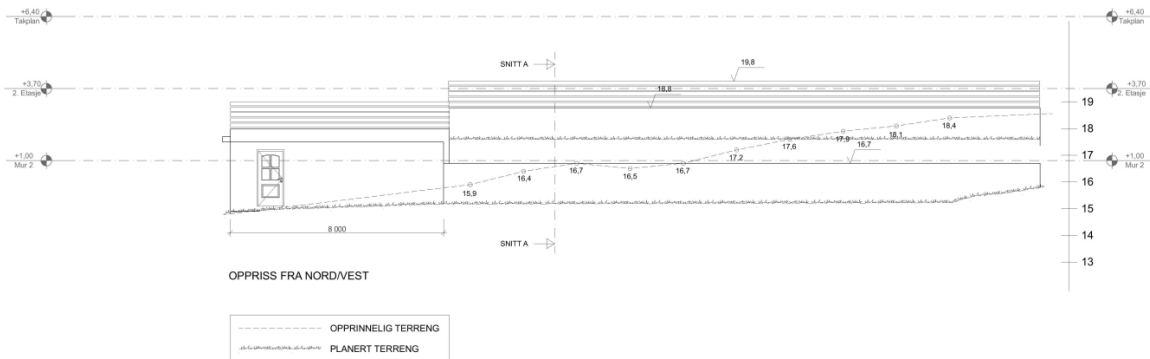 +6,40
Takplan
+6,40
Takplan
SNITT A
19,8
+3,70
2. Etasje
+3,70
2. Etasje
18,8
19
18,4
18
18,1
17,9
17,6
16,7
17,2
17
+1,00
Mur 2
+1,00
Mur 2
16,7
16,5
16,7
16,4
16
15,9
15
8 000
14
SNITT A
13
OPPRISS FRA NORD/VEST
OPPRINNELIG TERRENG
PLANERT TERRENG